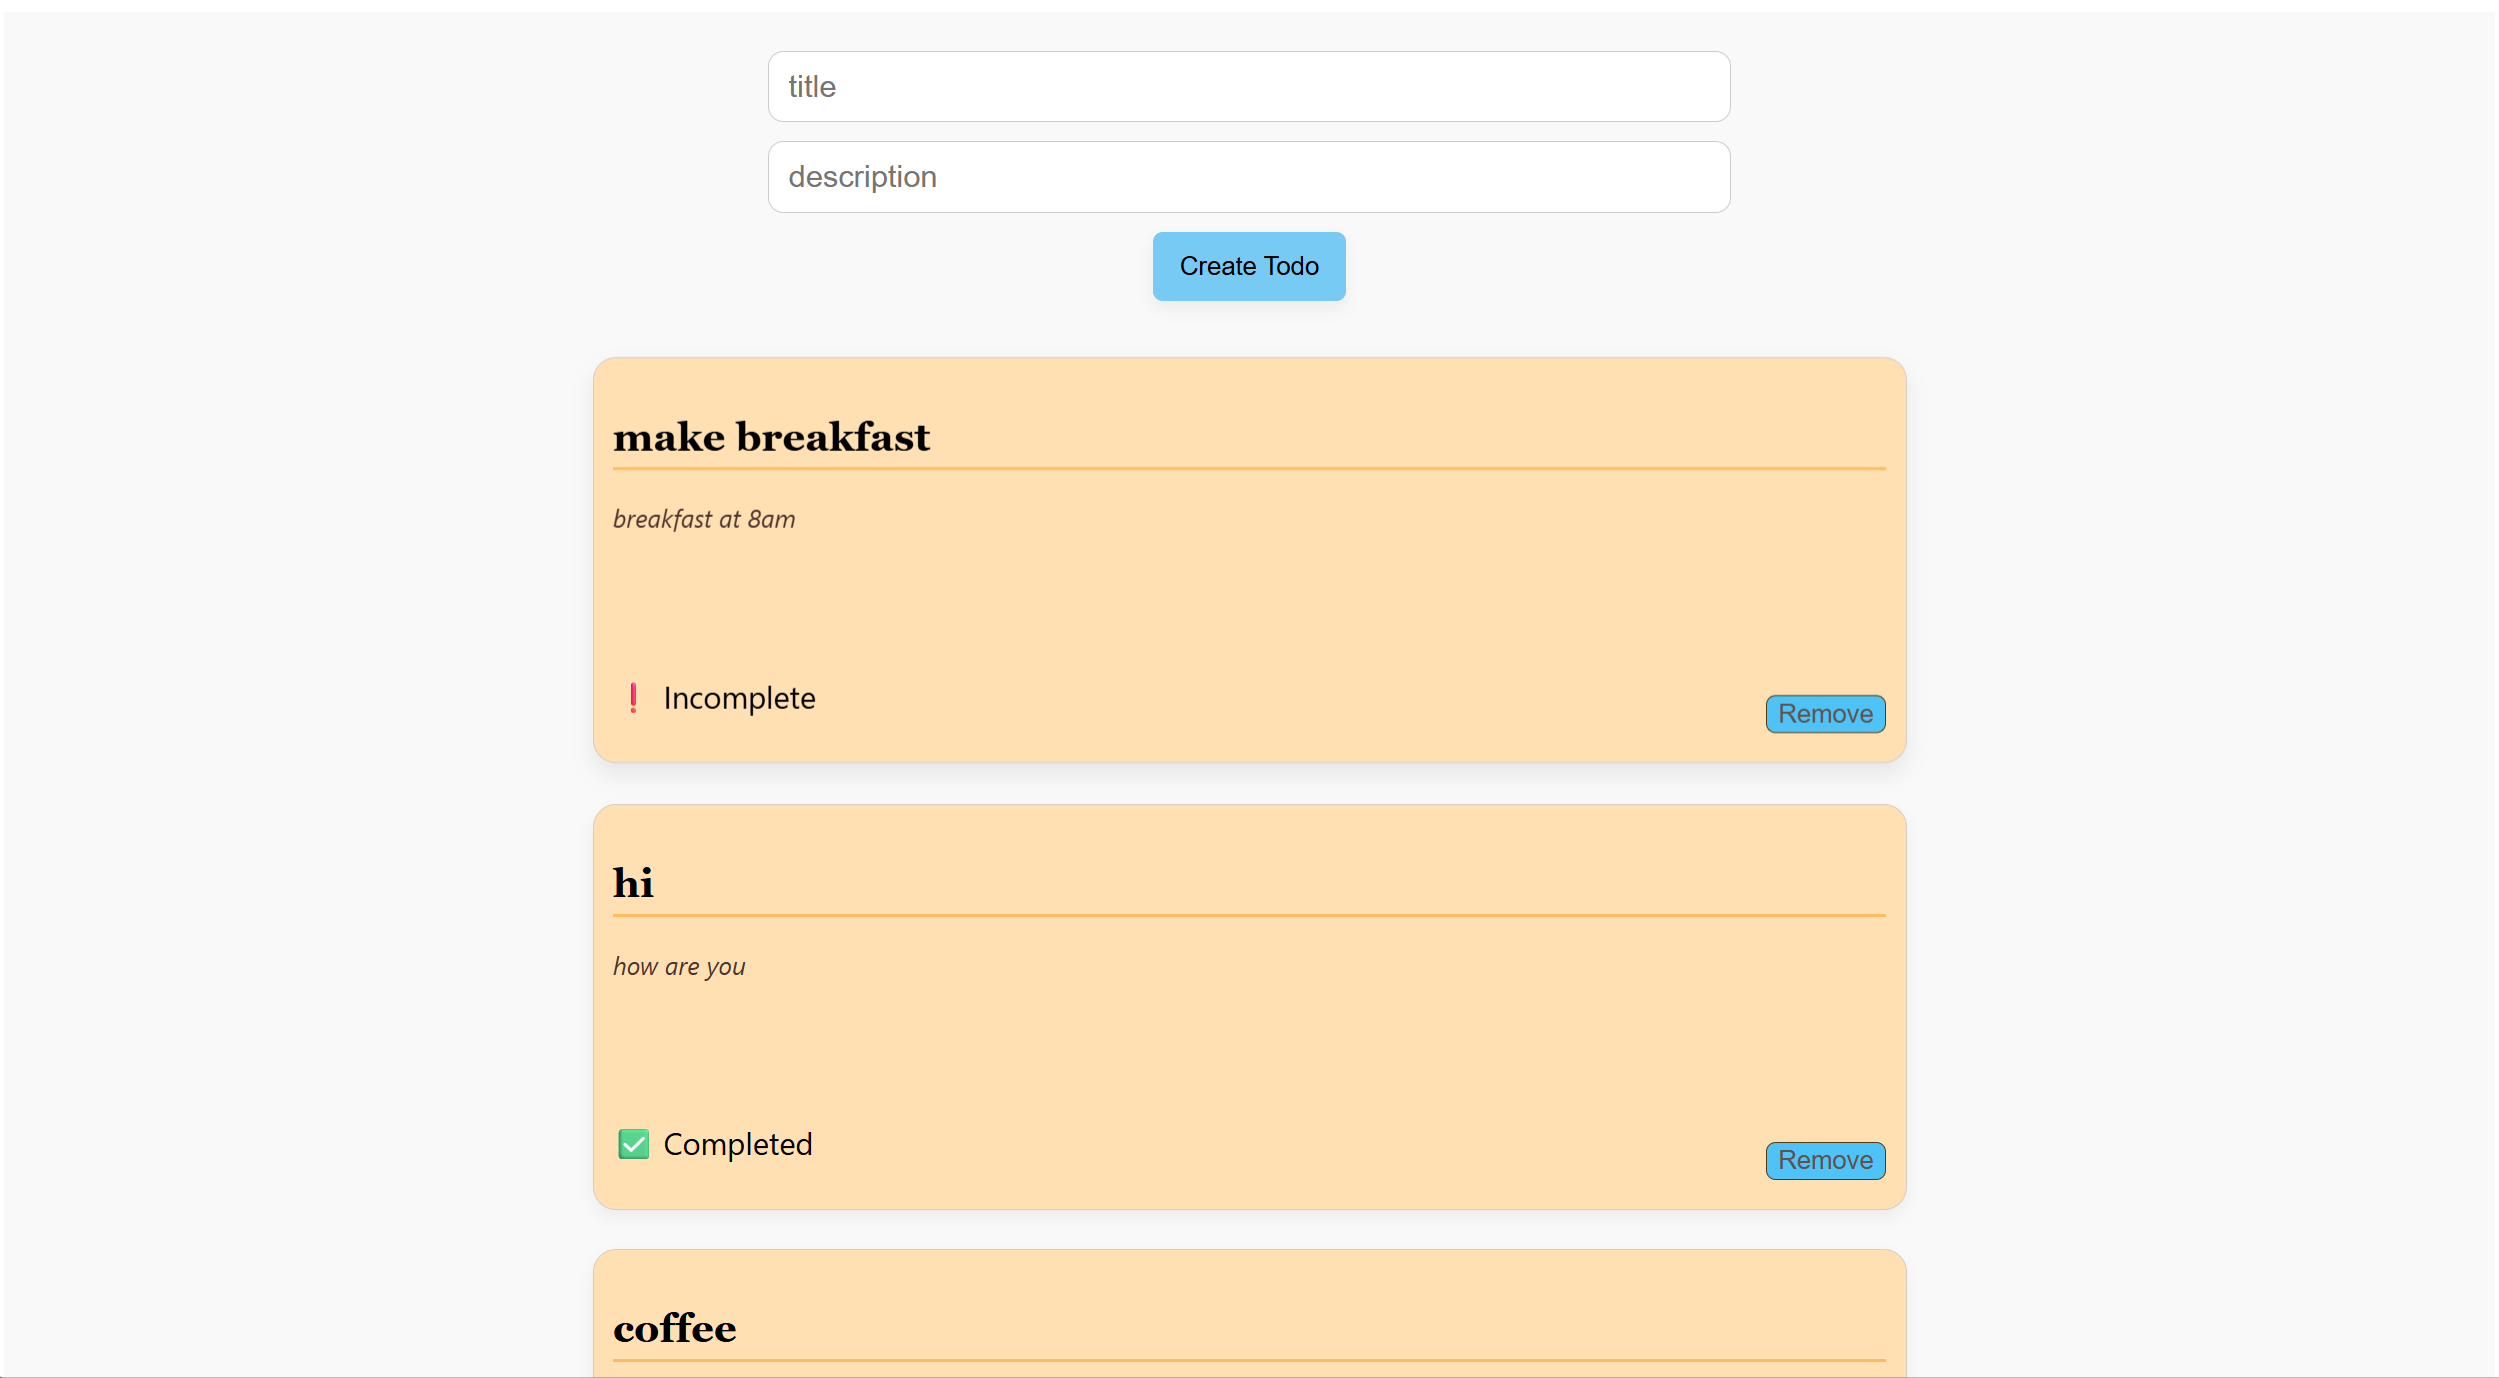 title
description
Create Todo
make breakfast
breakfast at 8am
❗ Incomplete
Remove
hi
how are you
✅ Completed
Remove
coffee